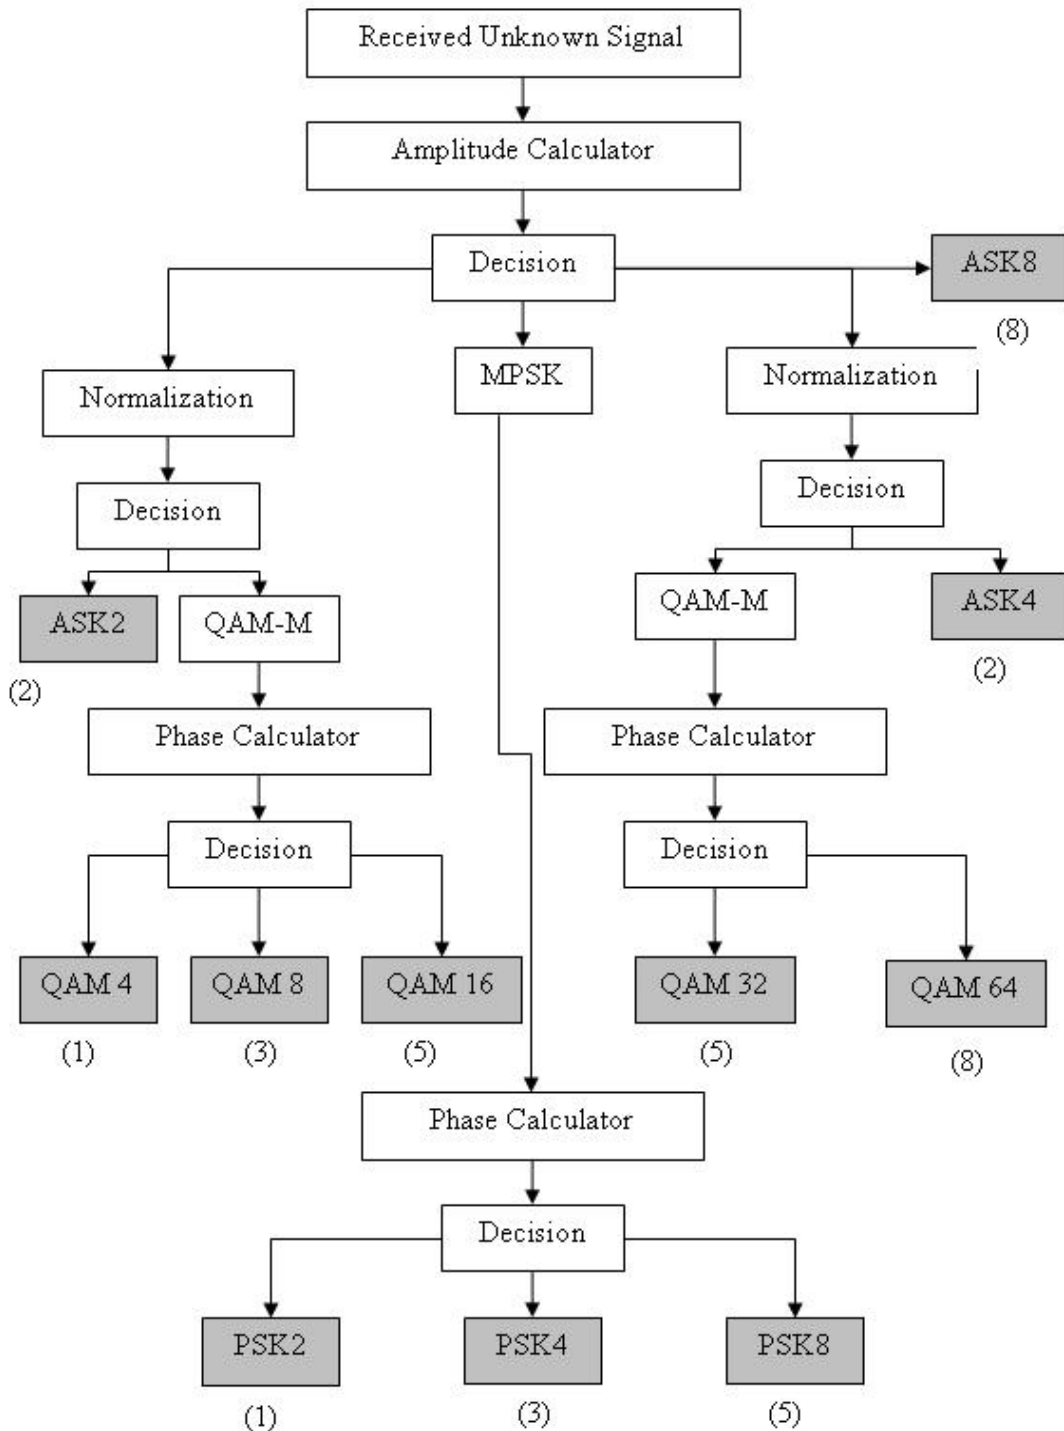 Received Unknown Signal
Amplitude Calculator
Decision
ASK8
(8)
MPSK
Normalization
Normalization
Decision
Decision
ASK2
QAM-M
QAM-M
ASK4
(2)
(2)
Phase Calculator
Phase Calculator
Decision
Decision
QAM 4
QAM 8
QAM 16
QAM 32
QAM 64
(1)
(3)
(5)
(5)
(8)
Phase Calculator
Decision
PSK2
PSK4
PSK8
(1)
(3)
(5)